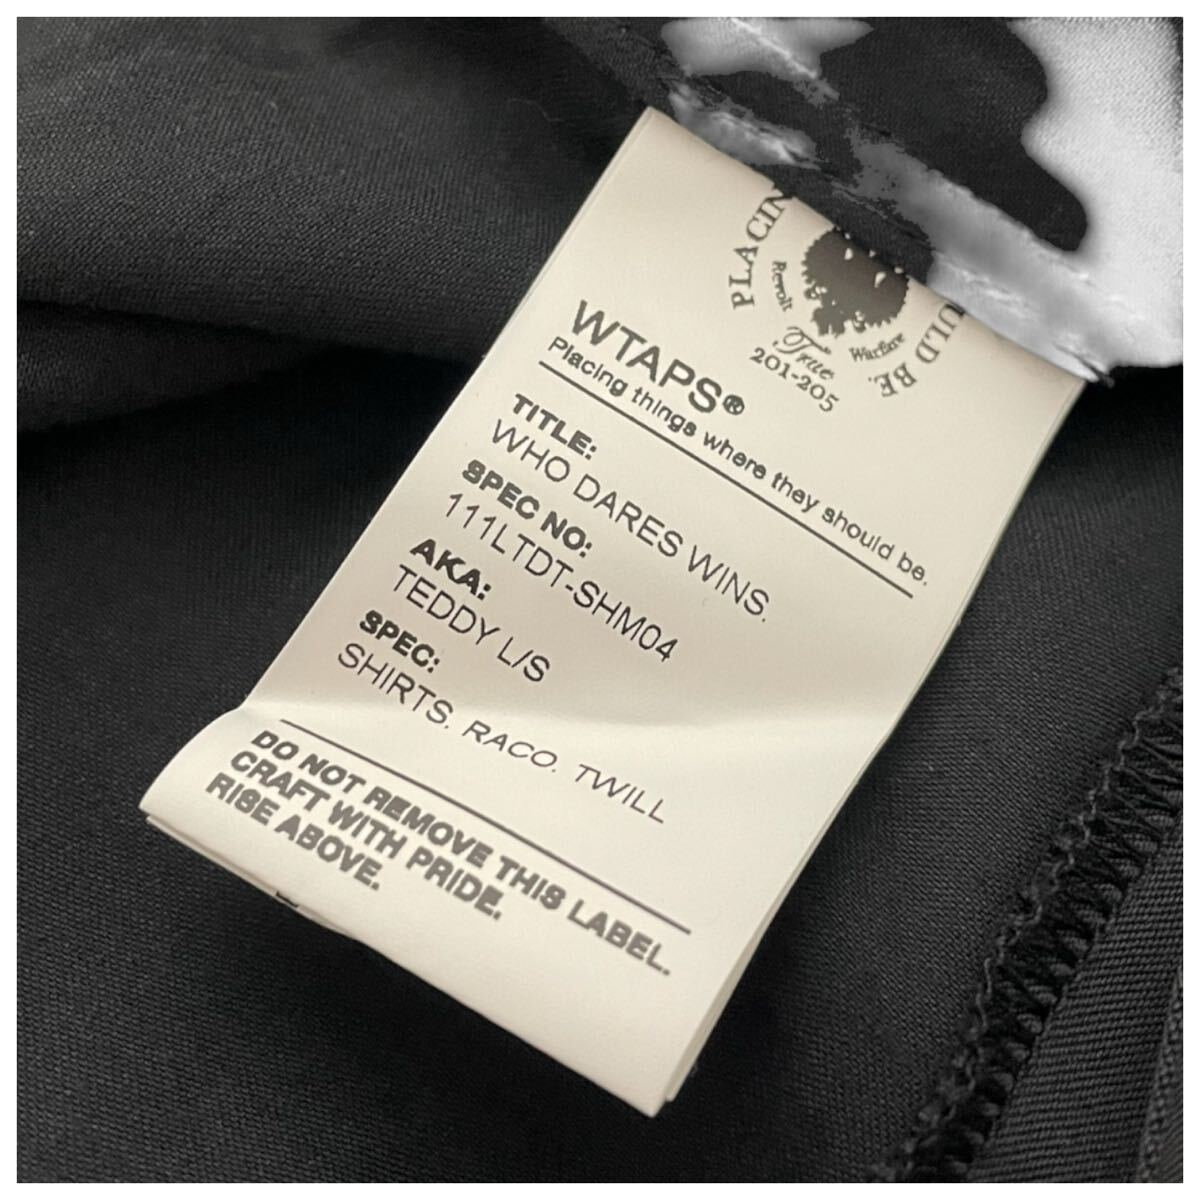 PLACIN
ULD BE.
Revolt
True
Warfare
201-205
WTAPS®
Placing things where they should be.
TITLE:
WHO DARES WINS.
SPEC NO:
111LTDT-SHM04
AKA:
TEDDY L/S
SPEC:
SHIRTS. RACO. TWILL
DO NOT REMOVE THIS LABEL.
CRAFT WITH PRIDE.
RISE ABOVE.